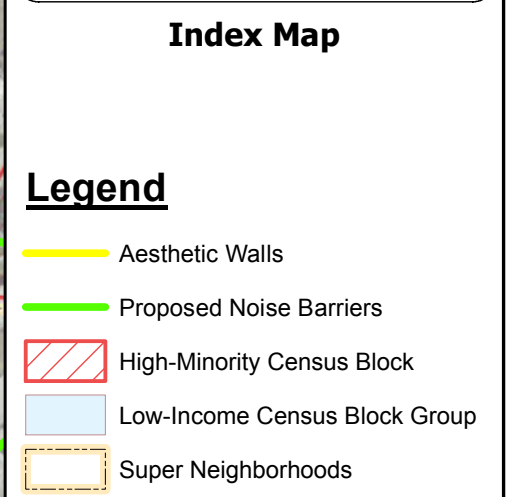 Index Map
Legend
Aesthetic Walls
Proposed Noise Barriers
High-Minority Census Block
Low-Income Census Block Group
Super Neighborhoods